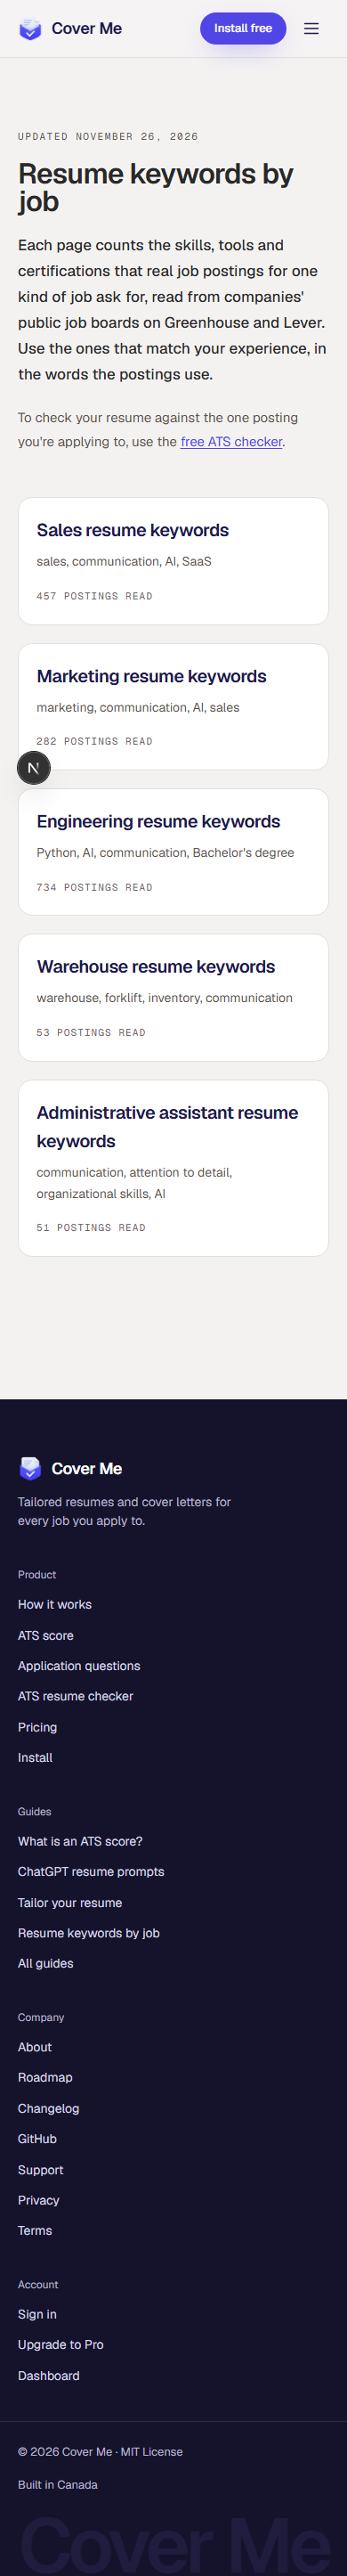 Cover Me
Install free
UPDATED NOVEMBER 26, 2026
Resume keywords by
job
Each page counts the skills, tools and
certifications that real job postings for one
kind of job ask for, read from companies'
public job boards on Greenhouse and Lever.
Use the ones that match your experience, in
the words the postings use.
To check your resume against the one posting
you're applying to, use the free ATS checker.
Sales resume keywords
sales, communication, AI, SaaS
457 POSTINGS READ
Marketing resume keywords
marketing, communication, AI, sales
282 POSTINGS READ
N
Engineering resume keywords
Python, AI, communication, Bachelor's degree
734 POSTINGS READ
Warehouse resume keywords
warehouse, forklift, inventory, communication
53 POSTINGS READ
Administrative assistant resume
keywords
communication, attention to detail,
organizational skills, AI
51 POSTINGS READ
Cover Me
Tailored resumes and cover letters for
every job you apply to.
Product
How it works
ATS score
Application questions
ATS resume checker
Pricing
Install
Guides
What is an ATS score?
ChatGPT resume prompts
Tailor your resume
Resume keywords by job
All guides
Company
About
Roadmap
Changelog
GitHub
Support
Privacy
Terms
Account
Sign in
Upgrade to Pro
Dashboard
© 2026 Cover Me · MIT License
Built in Canada
Cover Me